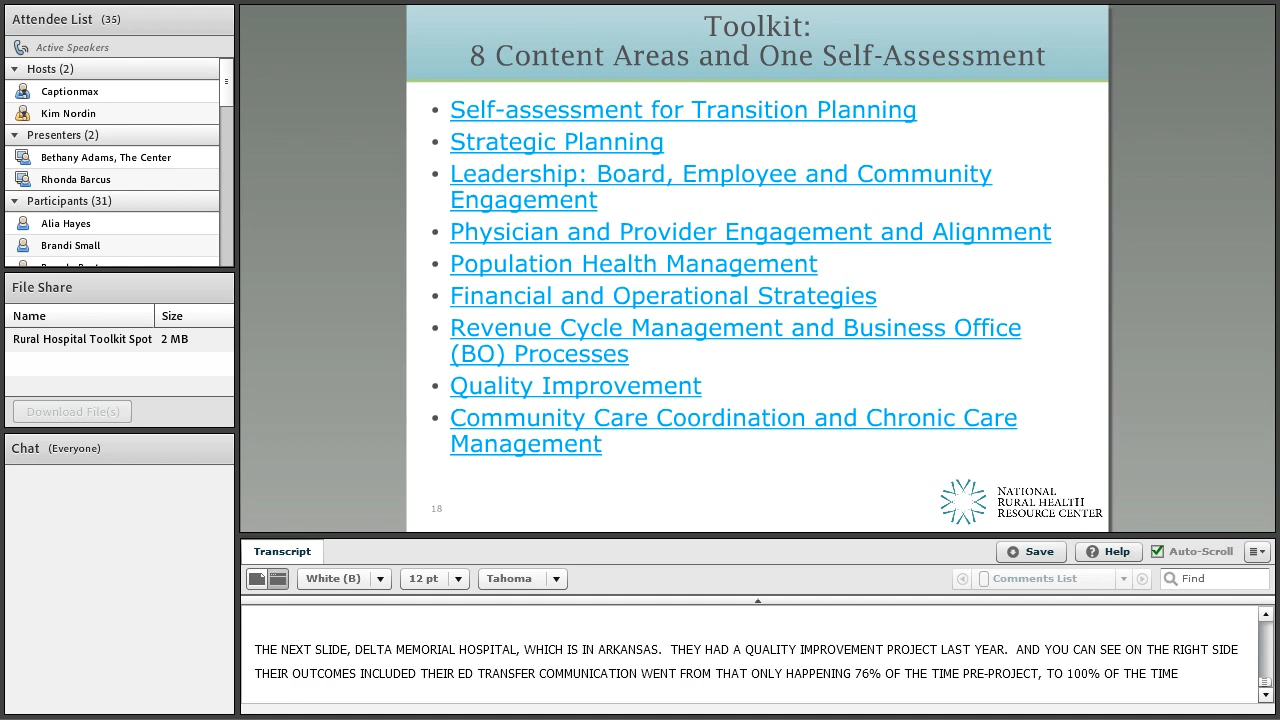 Attendee List (35)
Active Speakers
Hosts (2)
Captionmax
Kim Nordin
Presenters (2)
Bethany Adams, The Center
Rhonda Barcus
Participants (31)
Alia Hayes
Brandi Small
File Share
Name Size
Rural Hospital Toolkit Spot 2 MB
Download File(s)
Chat (Everyone)
Toolkit:
8 Content Areas and One Self-Assessment
• Self-assessment for Transition Planning
• Strategic Planning
• Leadership: Board, Employee and Community
Engagement
• Physician and Provider Engagement and Alignment
• Population Health Management
• Financial and Operational Strategies
• Revenue Cycle Management and Business Office
(BO) Processes
• Quality Improvement
• Community Care Coordination and Chronic Care
Management
18
NATIONAL
RURAL HEALTH
RESOURCE CENTER
Transcript
Save Help Auto-Scroll
White (B) 12 pt Tahoma Comments List Find
THE NEXT SLIDE, DELTA MEMORIAL HOSPITAL, WHICH IS IN ARKANSAS.  THEY HAD A QUALITY IMPROVEMENT PROJECT LAST YEAR.  AND YOU CAN SEE ON THE RIGHT SIDE
THEIR OUTCOMES INCLUDED THEIR ED TRANSFER COMMUNICATION WENT FROM THAT ONLY HAPPENING 76% OF THE TIME PRE-PROJECT, TO 100% OF THE TIME